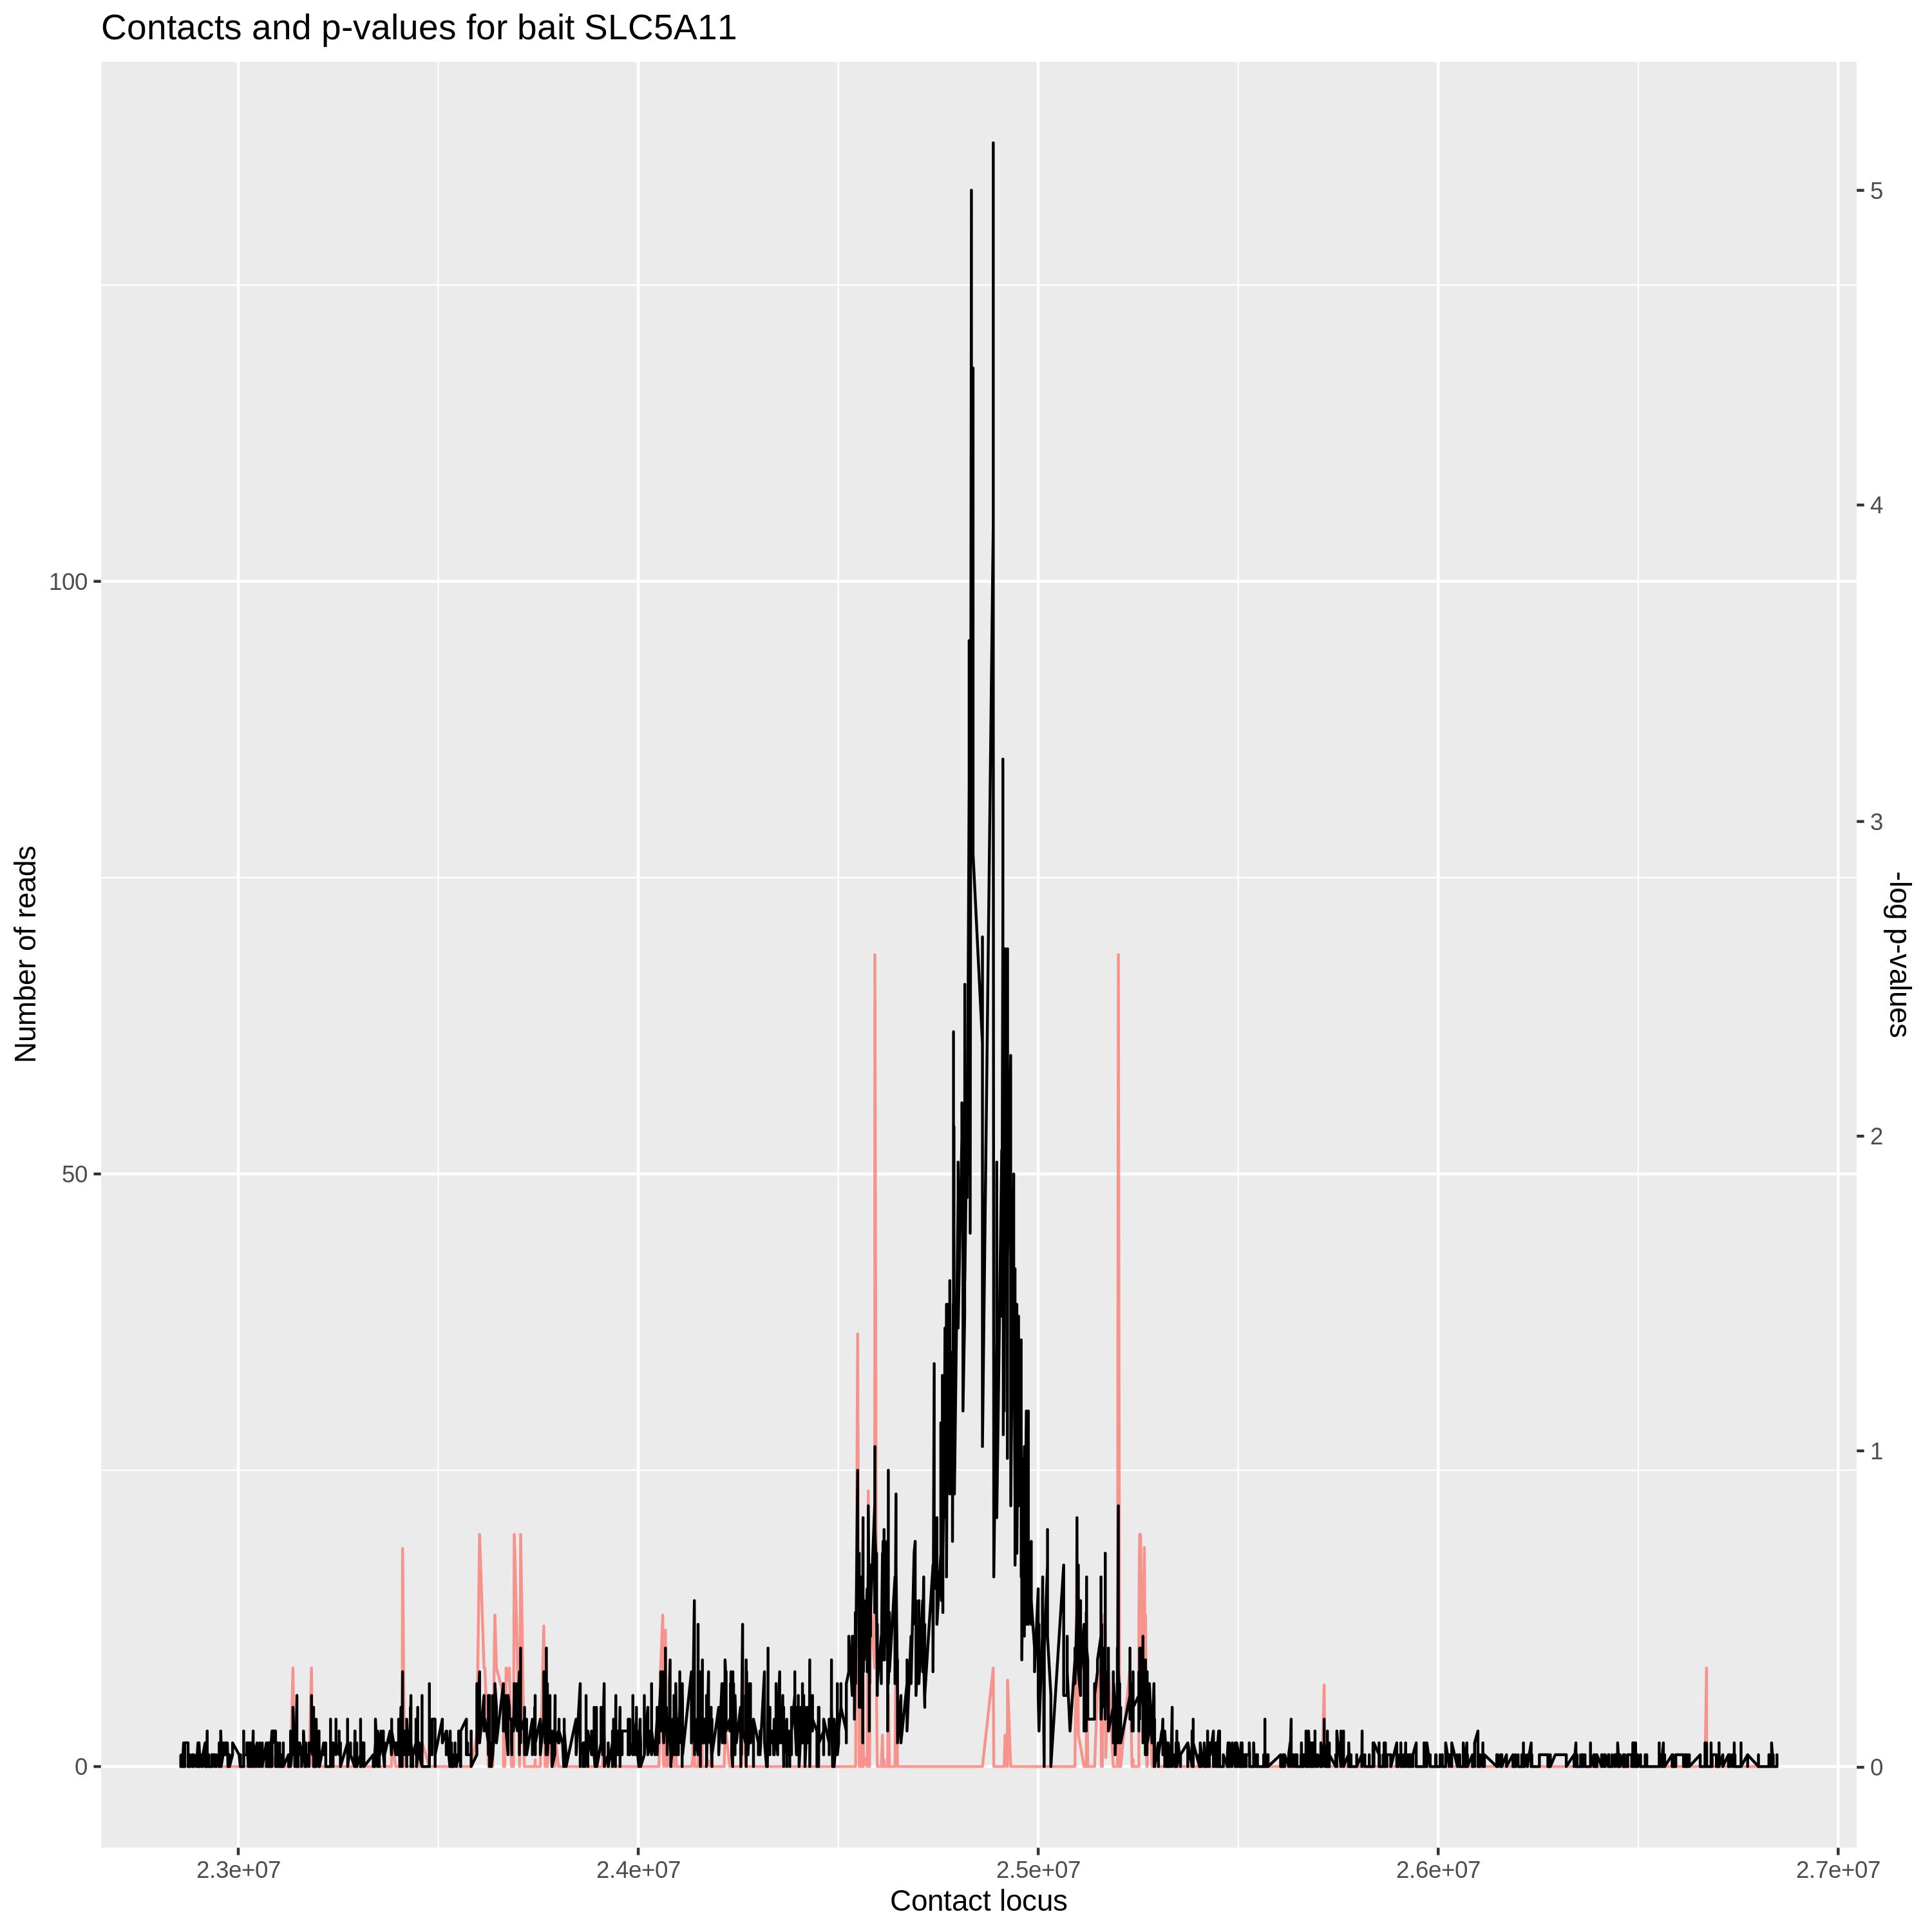 Contacts and p-values for bait SLC5A11
Number of reads
100
50
0
5
4
3
2
1
0
-log p-values
2.3e+07
2.4e+07
2.5e+07
2.6e+07
2.7e+07
Contact locus